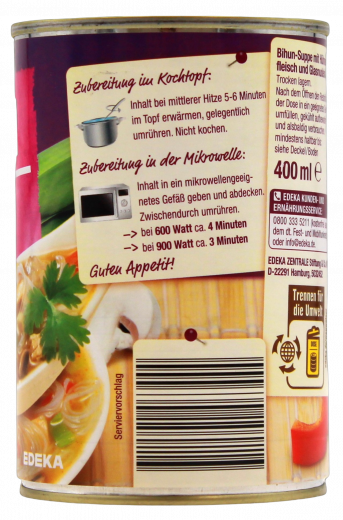 Zubereitung im Kochtopf:
Inhalt bei mittlerer Hitze 5-6 Minuten
im Topf erwärmen, gelegentlich
umrühren. Nicht kochen.
Zubereitung in der Mikrowelle:
Inhalt in ein mikrowellengeeig-
netes Gefäß geben und abdecken.
Zwischendurch umrühren.
→ bei 600 Watt ca. 4 Minuten
→ bei 900 Watt ca. 3 Minuten
Guten Appetit!
Serviervorschlag
EDEKA
Bihun-Suppe mit
fleisch und
Trocken lagern.
Nach dem Öffnen der
der Dose in ein
umfüllen, gekühlt
und alsbald
mindestens haltbar
siehe Deckel/Boden
400 ml e
EDEKA KUNDEN- UND
ERNÄHRUNGSSERVICE
0800 333 5211
dem dt. Fest- und
oder info@edeka.de
EDEKA ZENTRALE
D-22291 Hamburg,
Trennen für
die Umwelt